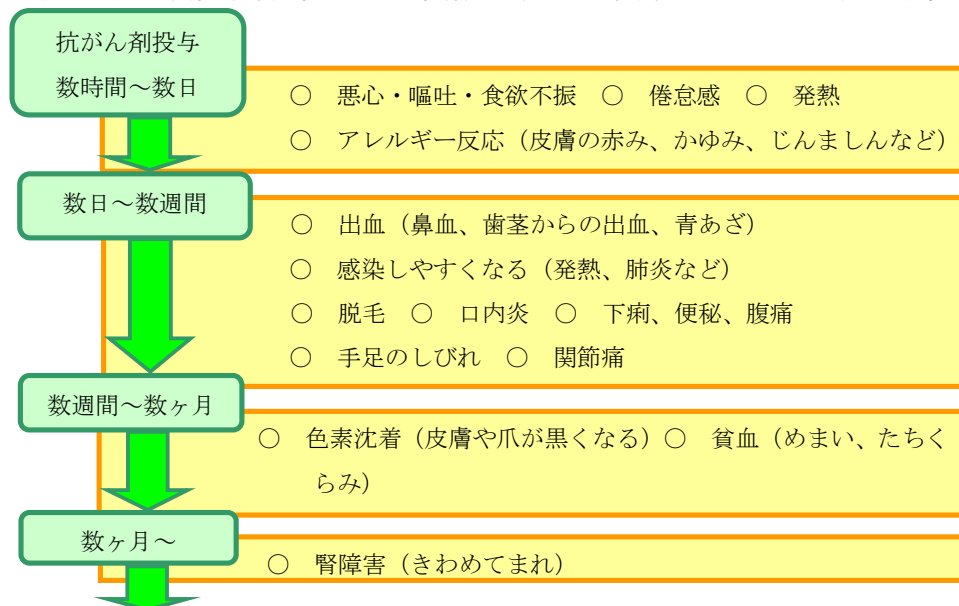 抗がん剤投与
数時間~数日
○ 悪心・嘔吐・食欲不振 ○ 倦怠感 ○ 発熱
○ アレルギー反応(皮膚の赤み、かゆみ、じんましんなど)
数日~数週間
○ 出血(鼻血、歯茎からの出血、青あざ)
○ 感染しやすくなる(発熱、肺炎など)
○ 脱毛 ○ 口内炎 ○ 下痢、便秘、腹痛
○ 手足のしびれ ○ 関節痛
数週間~数ヶ月
○ 色素沈着(皮膚や爪が黒くなる)○ 貧血(めまい、たちく
らみ)
数ヶ月~
○ 腎障害(きわめてまれ)